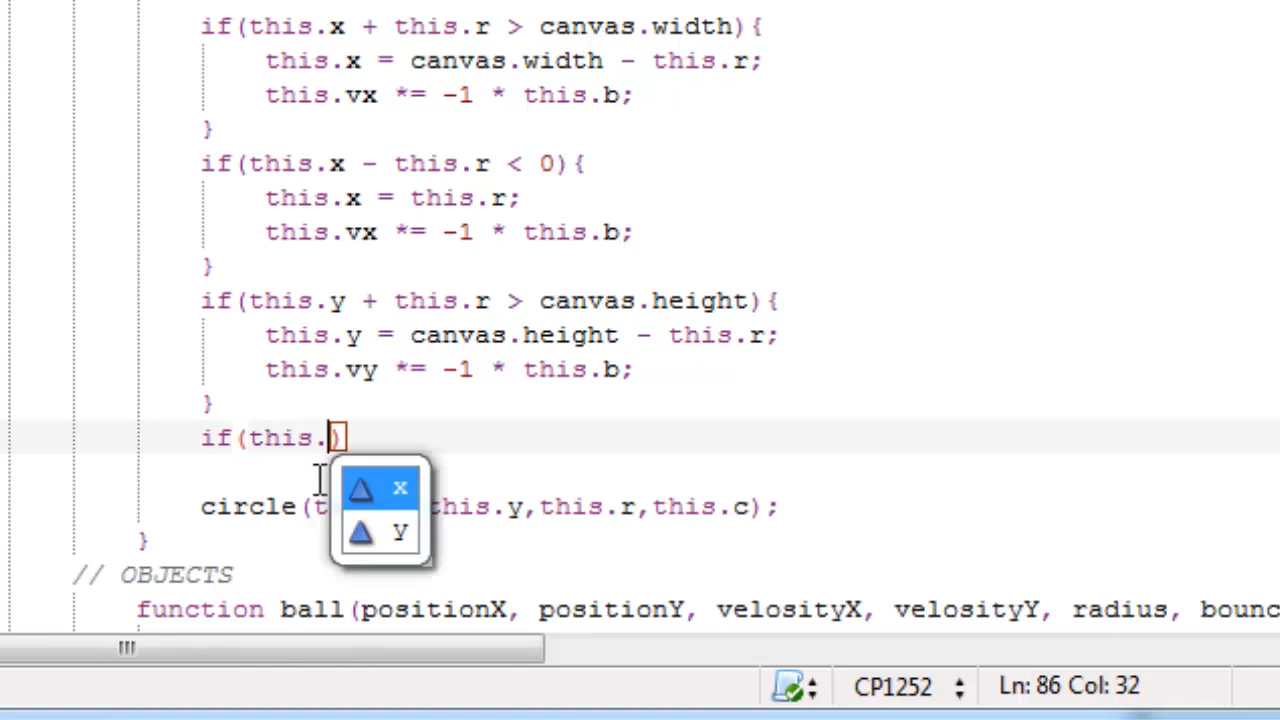 if(this.x + this.r > canvas.width){
this.x = canvas.width - this.r;
this.vx *= -1 * this.b;
}
if(this.x - this.r < 0){
this.x = this.r;
this.vx *= -1 * this.b;
}
if(this.y + this.r > canvas.height){
this.y = canvas.height - this.r;
this.vy *= -1 * this.b;
}
if(this.)
x
circle(t his.y,this.r,this.c);
y
}
// OBJECTS
function ball(positionX, positionY, velosityX, velosityY, radius, bounc
CP1252 Ln: 86 Col: 32